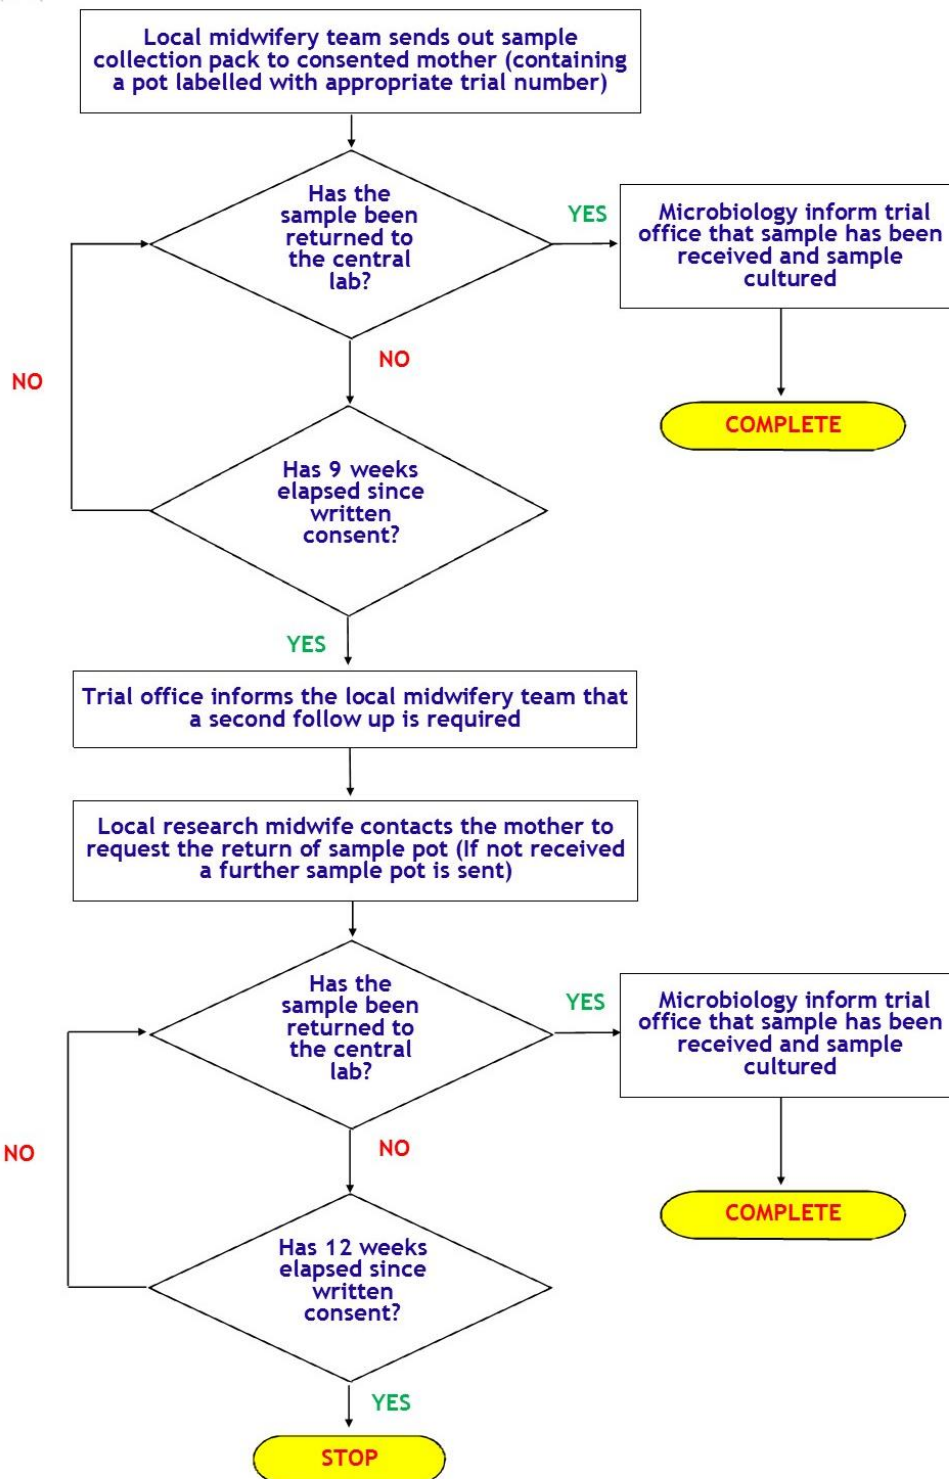 Local midwifery team sends out sample
collection pack to consented mother (containing
a pot labelled with appropriate trial number)
Has the
sample been
returned to
the central
lab?
YES
Microbiology inform trial
office that sample has been
received and sample
cultured
NO
NO
COMPLETE
Has 9 weeks
elapsed since
written
consent?
YES
Trial office informs the local midwifery team that
a second follow up is required
Local research midwife contacts the mother to
request the return of sample pot (If not received
a further sample pot is sent)
Has the
sample been
returned to
the central
lab?
YES
Microbiology inform trial
office that sample has been
received and sample
cultured
NO
NO
COMPLETE
Has 12 weeks
elapsed since
written
consent?
YES
STOP